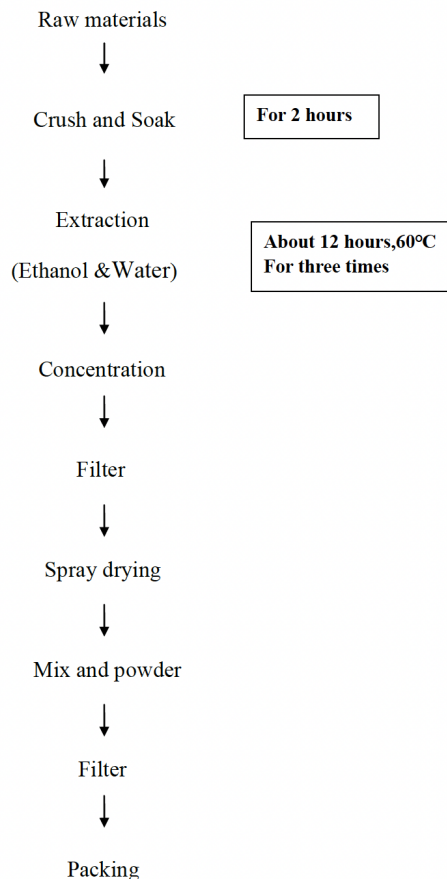 Raw materials
Crush and Soak
For 2 hours
Extraction
(Ethanol &Water)
About 12 hours,60℃
For three times
Concentration
Filter
Spray drying
Mix and powder
Filter
Packing